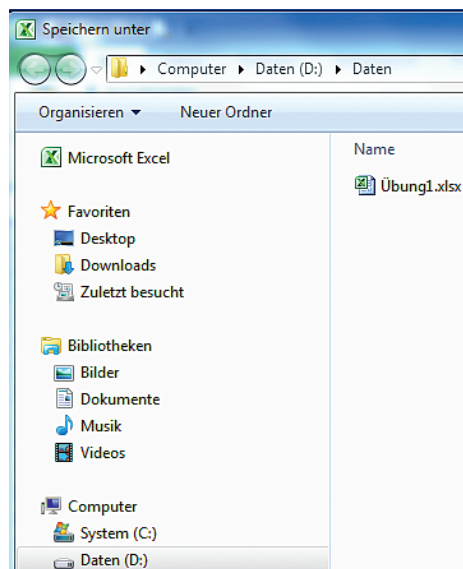 Speichern unter
Computer Daten (D:) Daten
Organisieren Neuer Ordner
Microsoft Excel
Favoriten
Desktop
Downloads
Zuletzt besucht
Bibliotheken
Bilder
Dokumente
Musik
Videos
Computer
System (C:)
Daten (D:)
Name
Übung1.xlsx